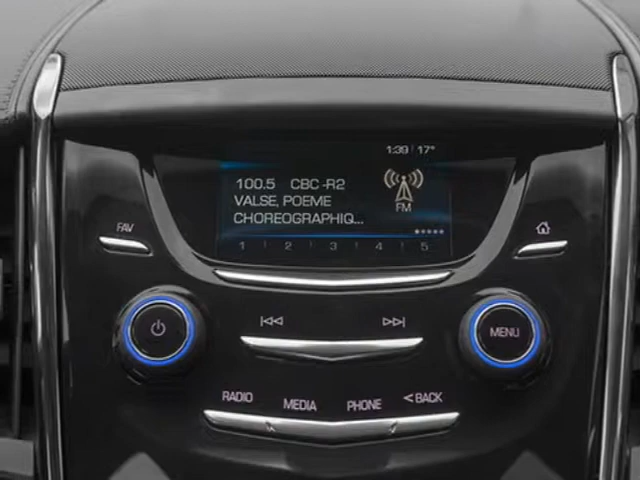 1:39 17°
100.5 CBC-R2
VALSE, POEME
CHOREOGRAPHIQ...
FM
1 2 3 4 5
FAV
MENU
RADIO MEDIA PHONE <BACK